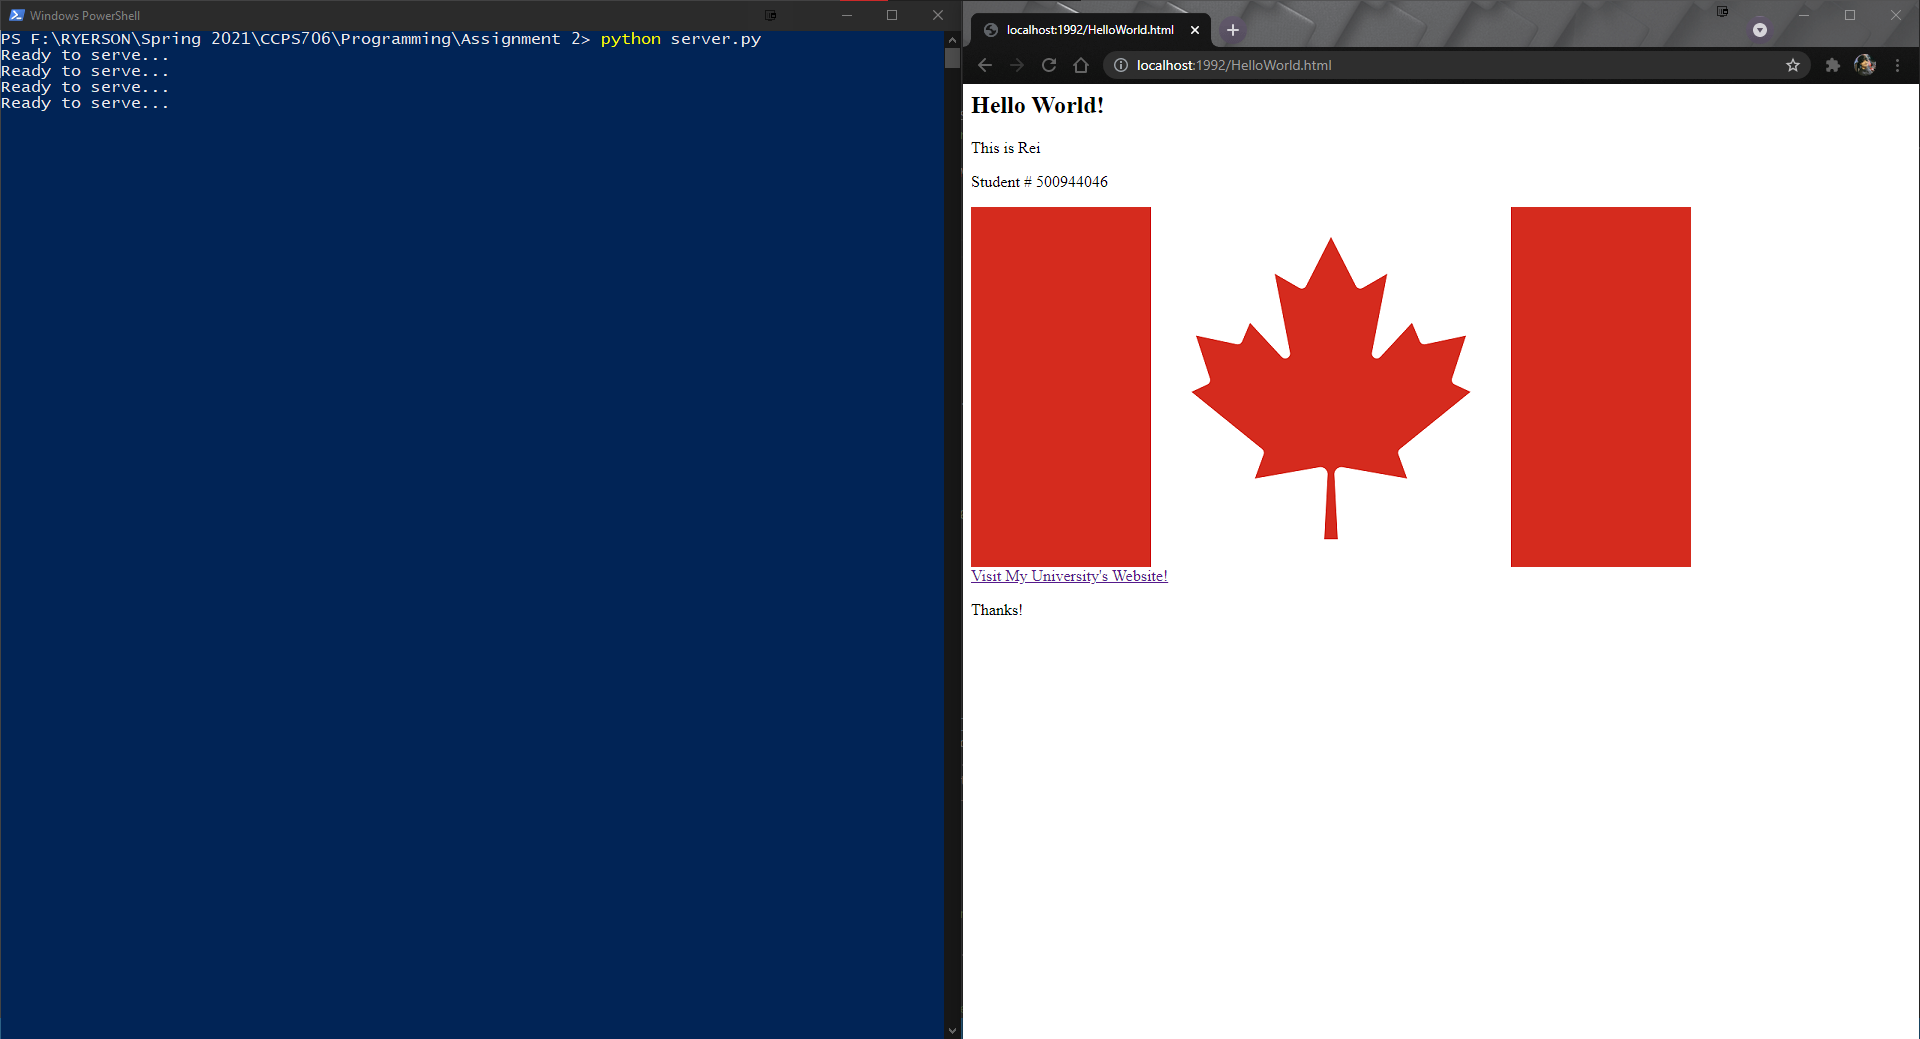 Windows PowerShell
PS F:\RYERSON\Spring 2021\CCPS706\Programming\Assignment 2> python server.py
Ready to serve...
Ready to serve...
Ready to serve...
Ready to serve...
localhost:1992/HelloWorld.html
localhost:1992/HelloWorld.html
Hello World!
This is Rei
Student # 500944046
Visit My University's Website!
Thanks!